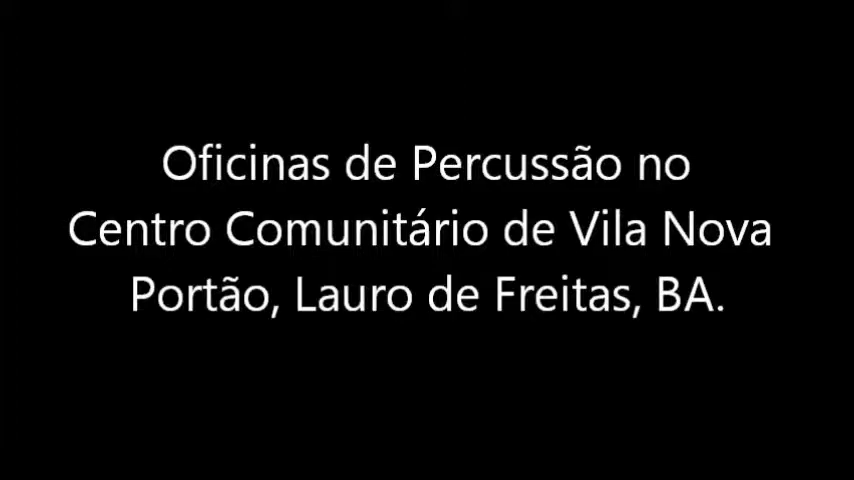 Oficinas de Percussão no
Centro Comunitário de Vila Nova
Portão, Lauro de Freitas, BA.